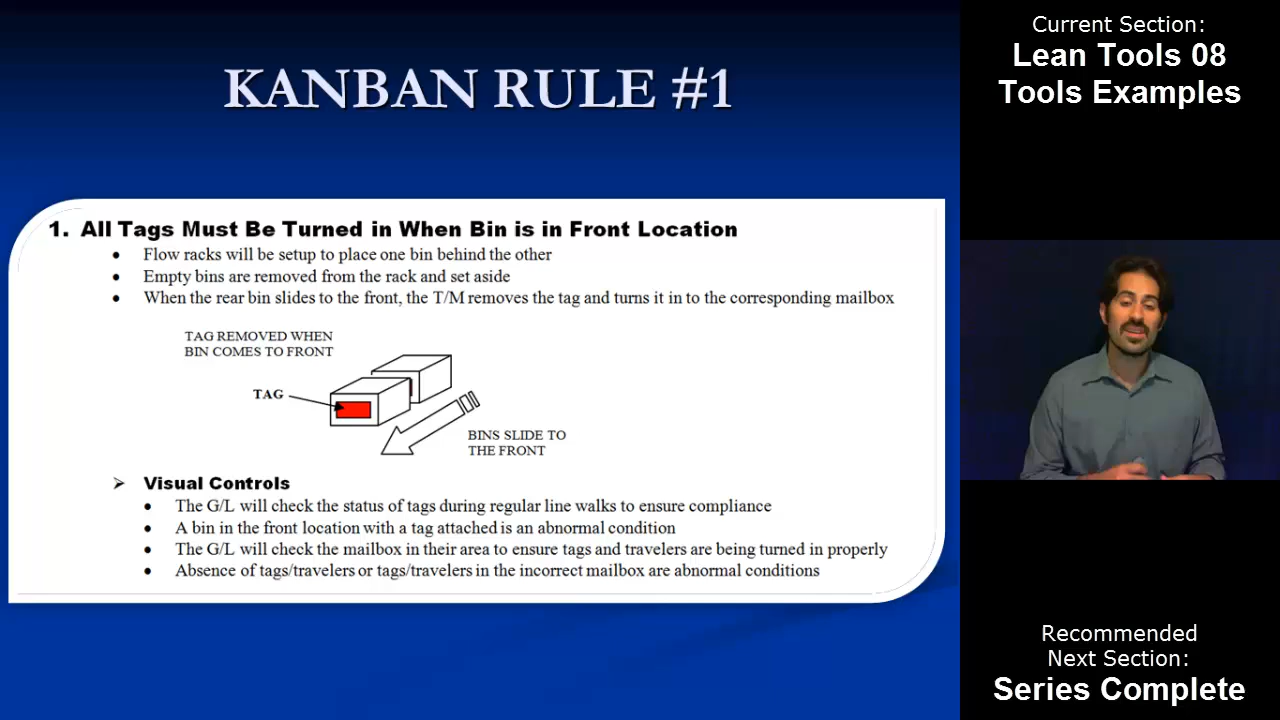 KANBAN RULE #1
1. All Tags Must Be Turned in When Bin is in Front Location
• Flow racks will be setup to place one bin behind the other
• Empty bins are removed from the rack and set aside
• When the rear bin slides to the front, the T/M removes the tag and turns it in to the corresponding mailbox
TAG REMOVED WHEN
BIN COMES TO FRONT
TAG
BINS SLIDE TO
THE FRONT
➢ Visual Controls
• The G/L will check the status of tags during regular line walks to ensure compliance
• A bin in the front location with a tag attached is an abnormal condition
• The G/L will check the mailbox in their area to ensure tags and travelers are being turned in properly
• Absence of tags/travelers or tags/travelers in the incorrect mailbox are abnormal conditions
Current Section:
Lean Tools 08
Tools Examples
Recommended
Next Section:
Series Complete